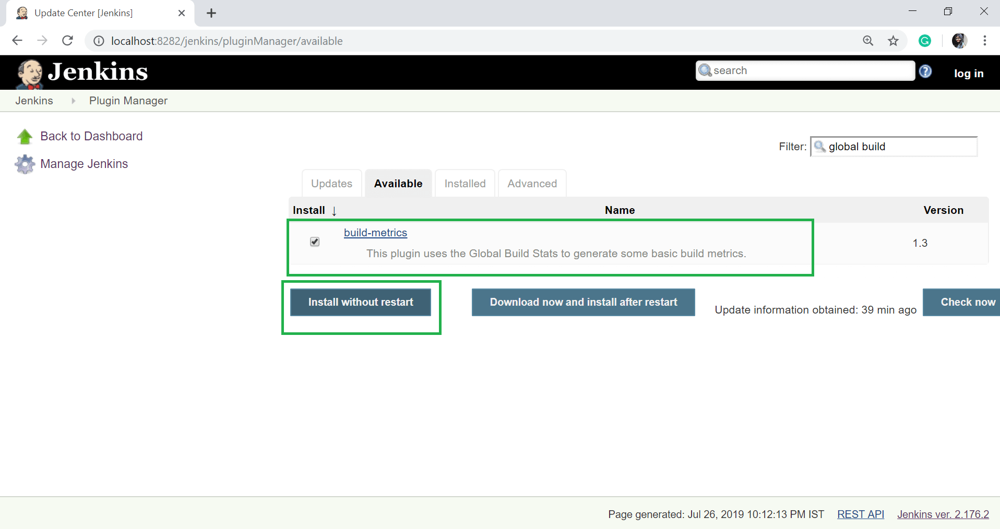 Update Center [Jenkins]
localhost:8282/jenkins/pluginManager/available
Jenkins
search
log in
Jenkins Plugin Manager
Back to Dashboard
Manage Jenkins
Filter: global build
Updates Available Installed Advanced
Install ↓ Name Version
build-metrics
This plugin uses the Global Build Stats to generate some basic build metrics.
1.3
Install without restart Download now and install after restart Update information obtained: 39 min ago Check now
Page generated: Jul 26, 2019 10:12:13 PM IST REST API Jenkins ver. 2.176.2